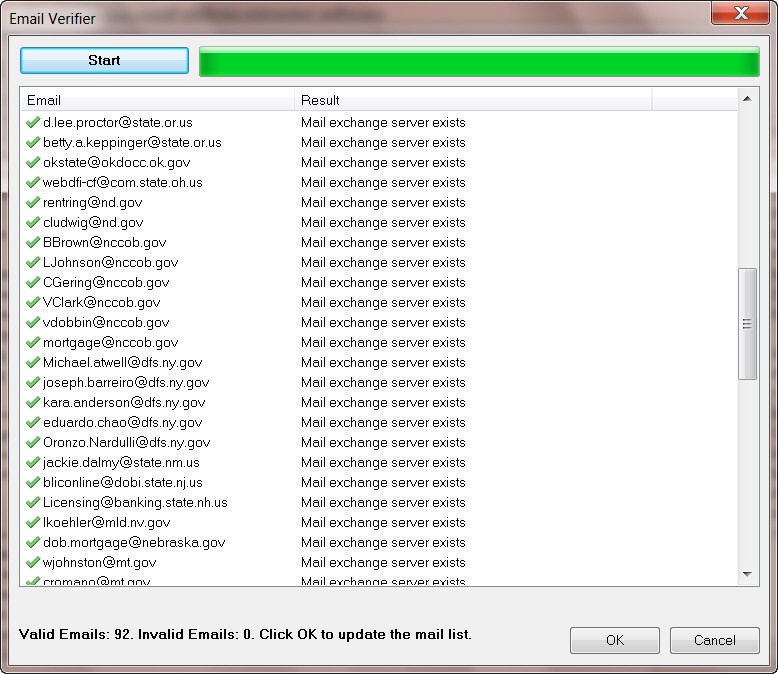 Email Verifier
Start
Email Result
d.lee.proctor@state.or.us Mail exchange server exists
betty.a.keppinger@state.or.us Mail exchange server exists
okstate@okdocc.ok.gov Mail exchange server exists
webdfi-cf@com.state.oh.us Mail exchange server exists
rentring@nd.gov Mail exchange server exists
cludwig@nd.gov Mail exchange server exists
BBrown@nccob.gov Mail exchange server exists
LJohnson@nccob.gov Mail exchange server exists
CGering@nccob.gov Mail exchange server exists
VClark@nccob.gov Mail exchange server exists
vdobbin@nccob.gov Mail exchange server exists
mortgage@nccob.gov Mail exchange server exists
Michael.atwell@dfs.ny.gov Mail exchange server exists
joseph.barreiro@dfs.ny.gov Mail exchange server exists
kara.anderson@dfs.ny.gov Mail exchange server exists
eduardo.chao@dfs.ny.gov Mail exchange server exists
Oronzo.Nardulli@dfs.ny.gov Mail exchange server exists
jackie.dalmy@state.nm.us Mail exchange server exists
bliconline@dobi.state.nj.us Mail exchange server exists
Licensing@banking.state.nh.us Mail exchange server exists
lkoehler@mld.nv.gov Mail exchange server exists
dob.mortgage@nebraska.gov Mail exchange server exists
wjohnston@mt.gov Mail exchange server exists
cromano@mt.gov Mail exchange server exists
Valid Emails: 92. Invalid Emails: 0. Click OK to update the mail list.
OK Cancel